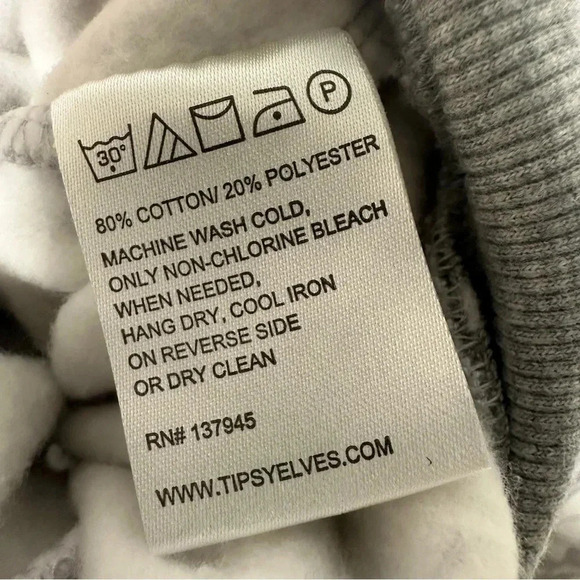 30° P
80% COTTON/ 20% POLYESTER
MACHINE WASH COLD,
ONLY NON-CHLORINE BLEACH
WHEN NEEDED,
HANG DRY, COOL IRON
ON REVERSE SIDE
OR DRY CLEAN
RN# 137945
WWW.TIPSYELVES.COM